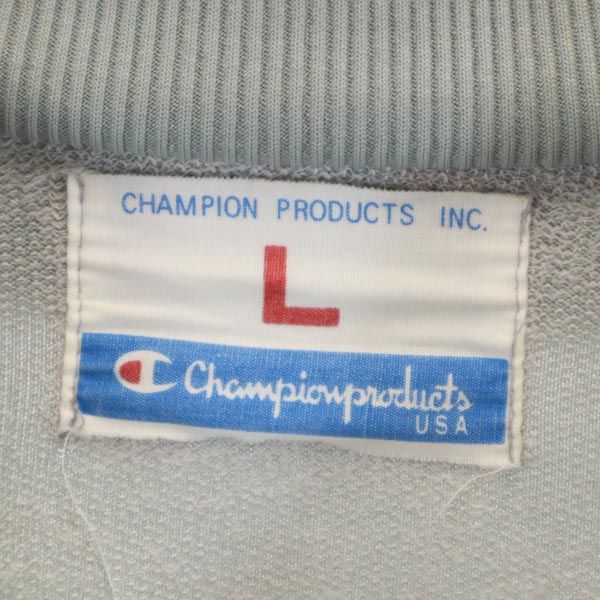 CHAMPION PRODUCTS INC.
L
Championproducts
USA